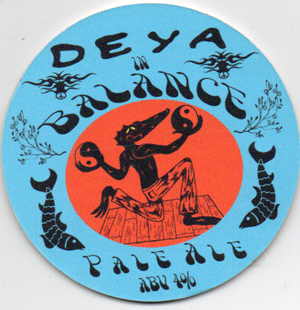 DEYA
IN
BALANCE
PALE ALE
ABV 4%